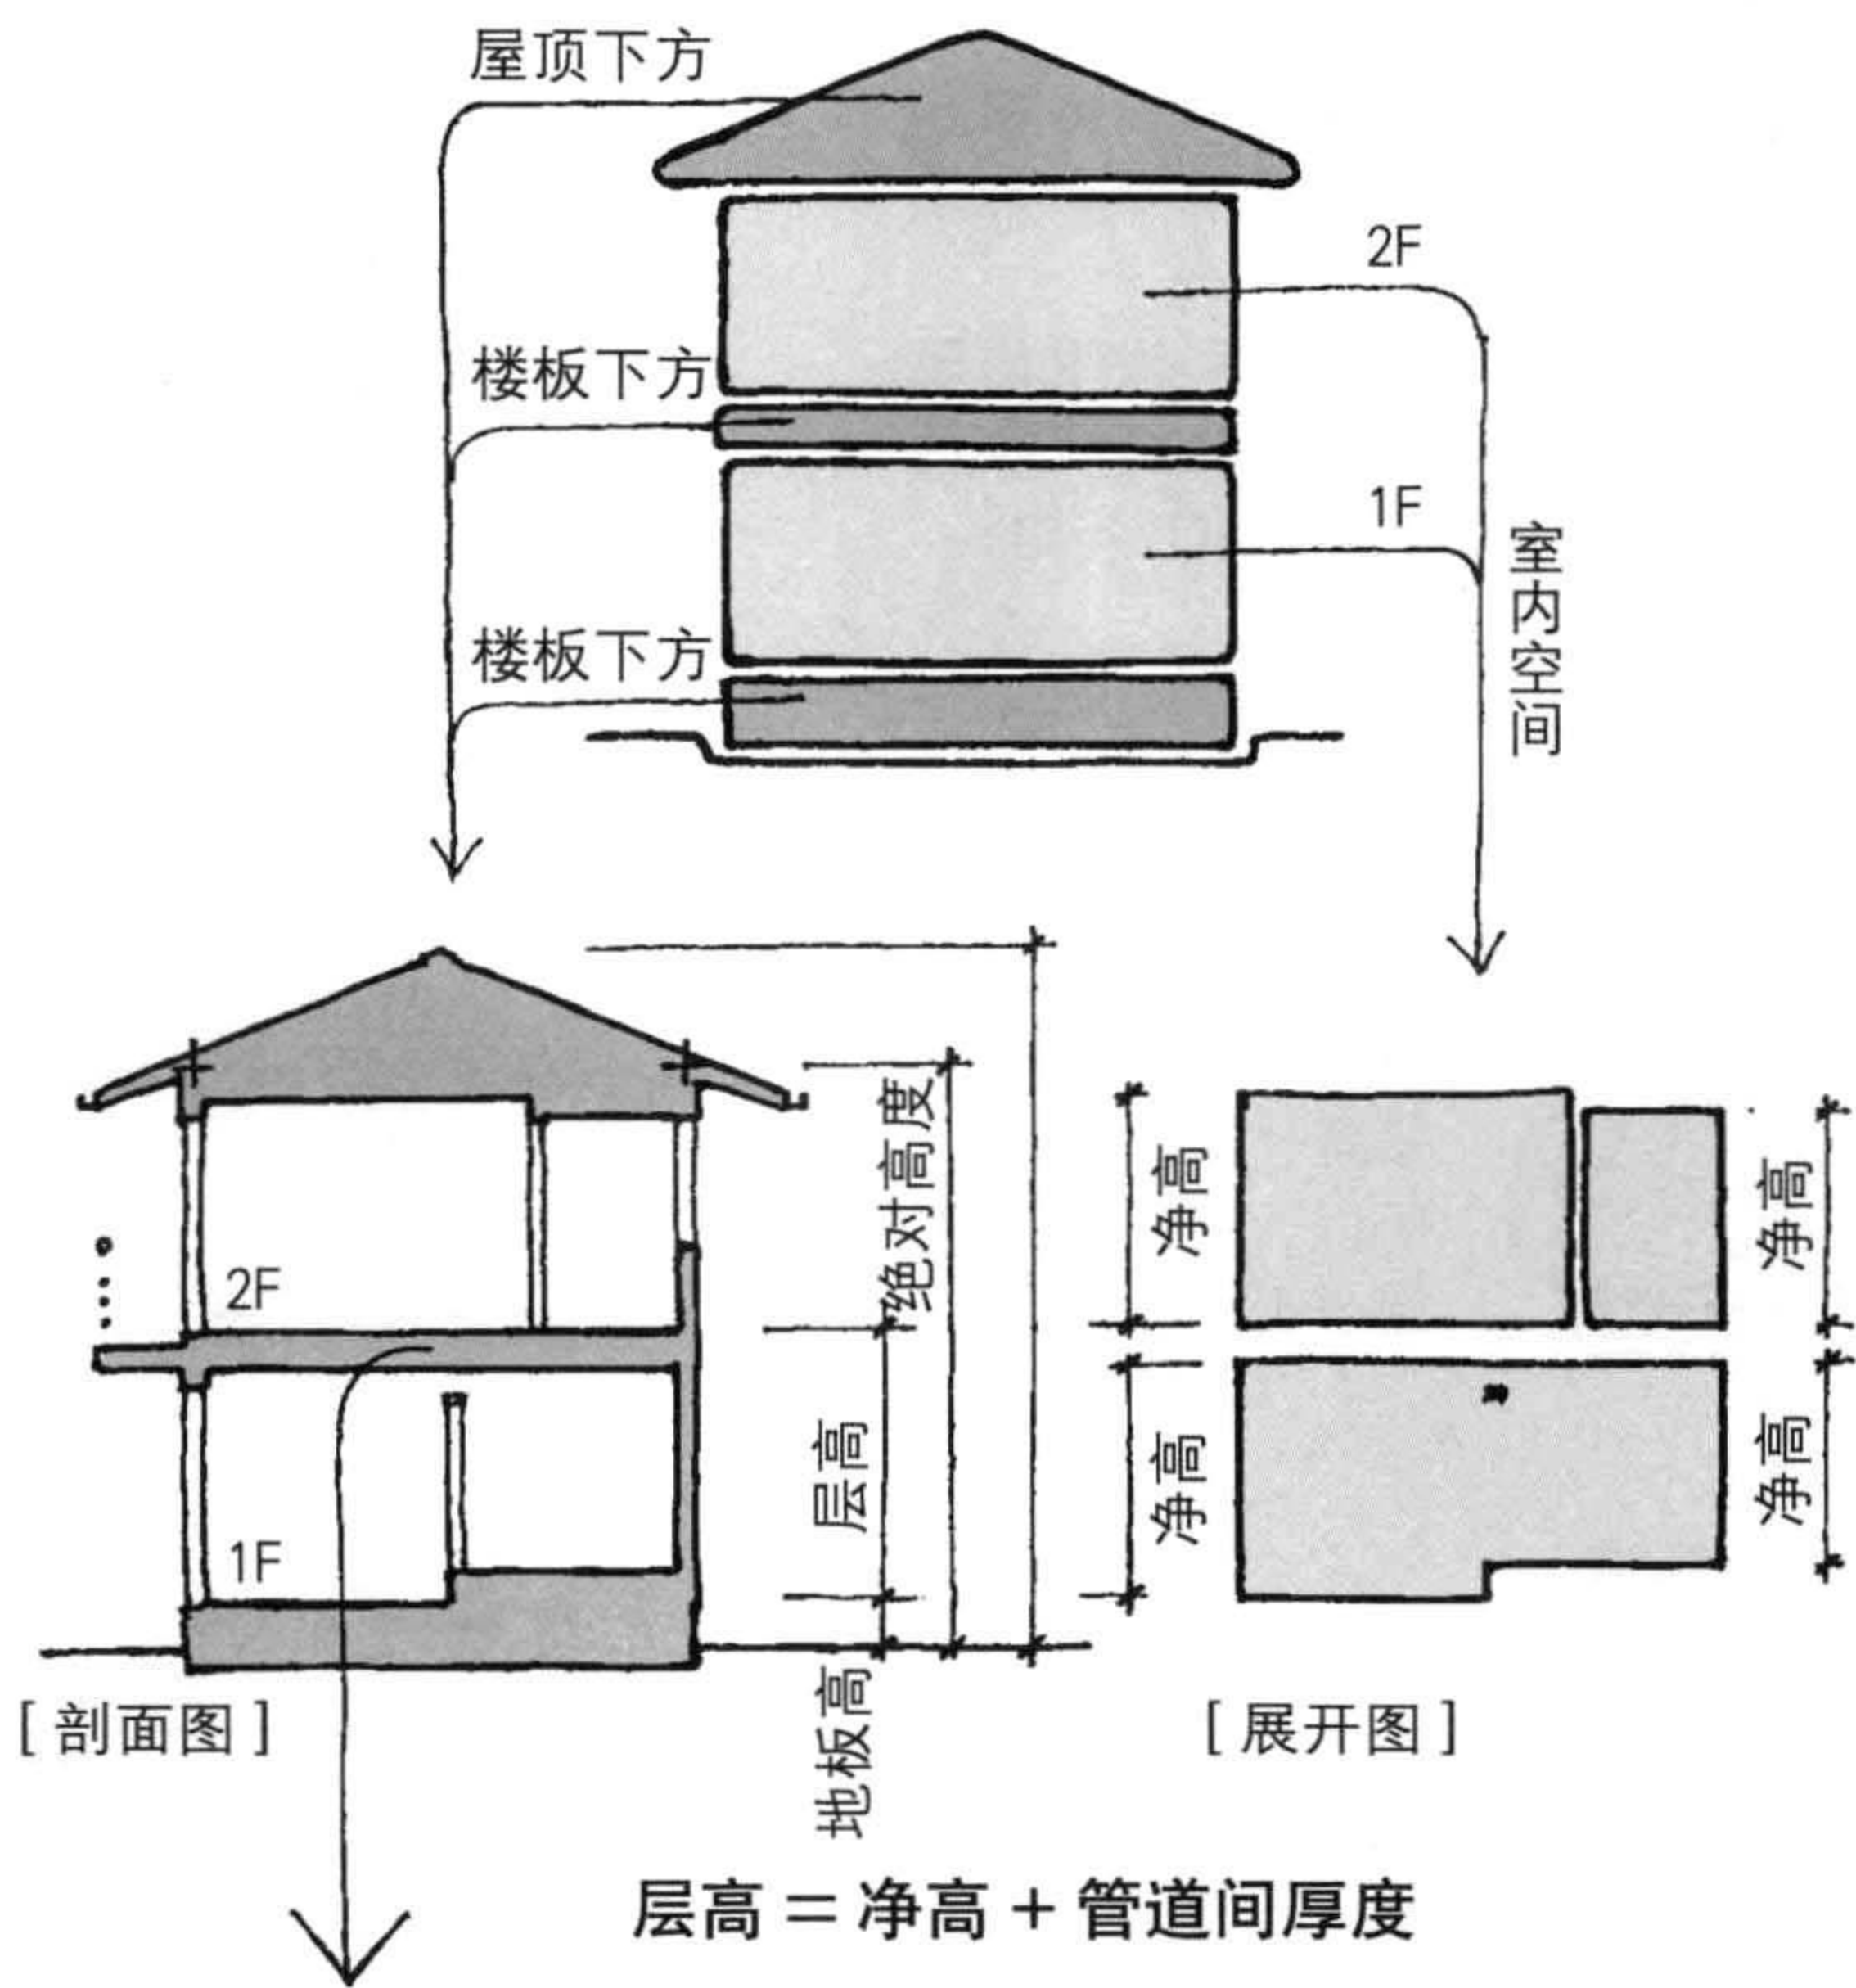 屋顶下方
2F
楼板下方
1F
室内空间
楼板下方
绝对高度
净高
净高
2F
层高
净高
净高
1F
地板高
[剖面图]
[展开图]
层高＝净高＋管道间厚度